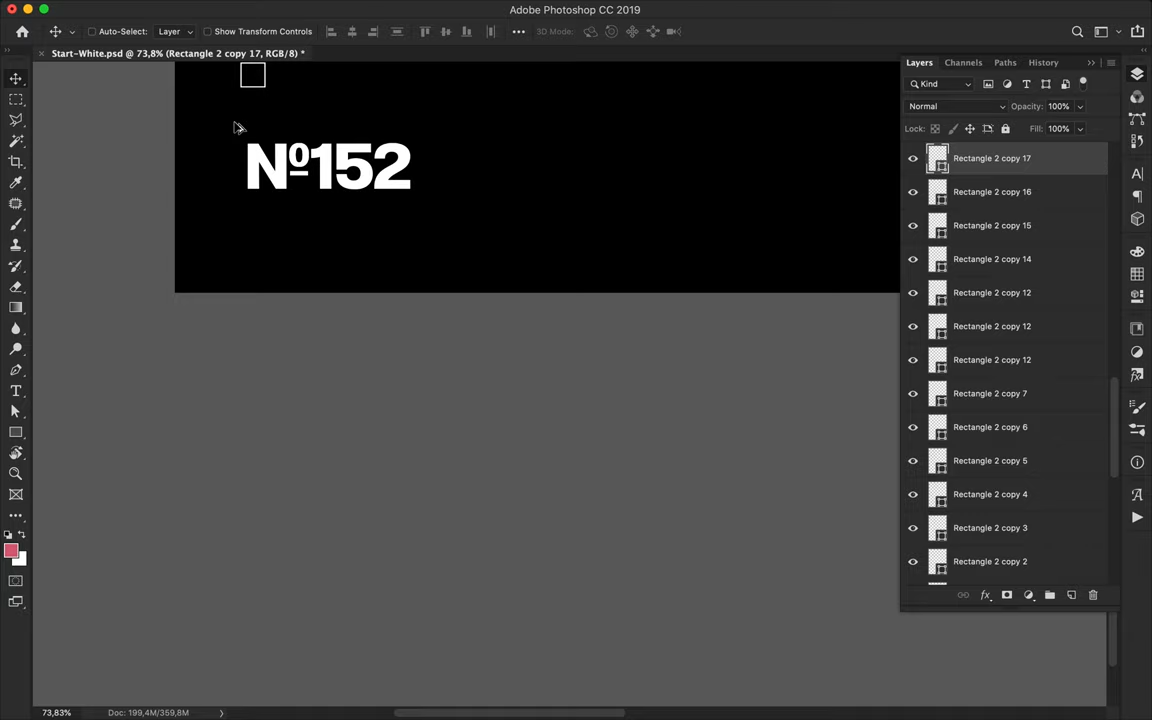 Adobe Photoshop CC 2019
Auto-Select: Layer Show Transform Controls 3D Mode:
Start-White.psd @ 73,8% (Rectangle 2 copy 17, RGB/8) *
Layers Channels Paths History
Kind
Normal Opacity: 100%
Lock: Fill: 100%
Nº152
Rectangle 2 copy 17
Rectangle 2 copy 16
Rectangle 2 copy 15
Rectangle 2 copy 14
Rectangle 2 copy 12
Rectangle 2 copy 12
Rectangle 2 copy 12
Rectangle 2 copy 7
Rectangle 2 copy 6
Rectangle 2 copy 5
Rectangle 2 copy 4
Rectangle 2 copy 3
Rectangle 2 copy 2
73,83% Doc: 199,4M/359,8M